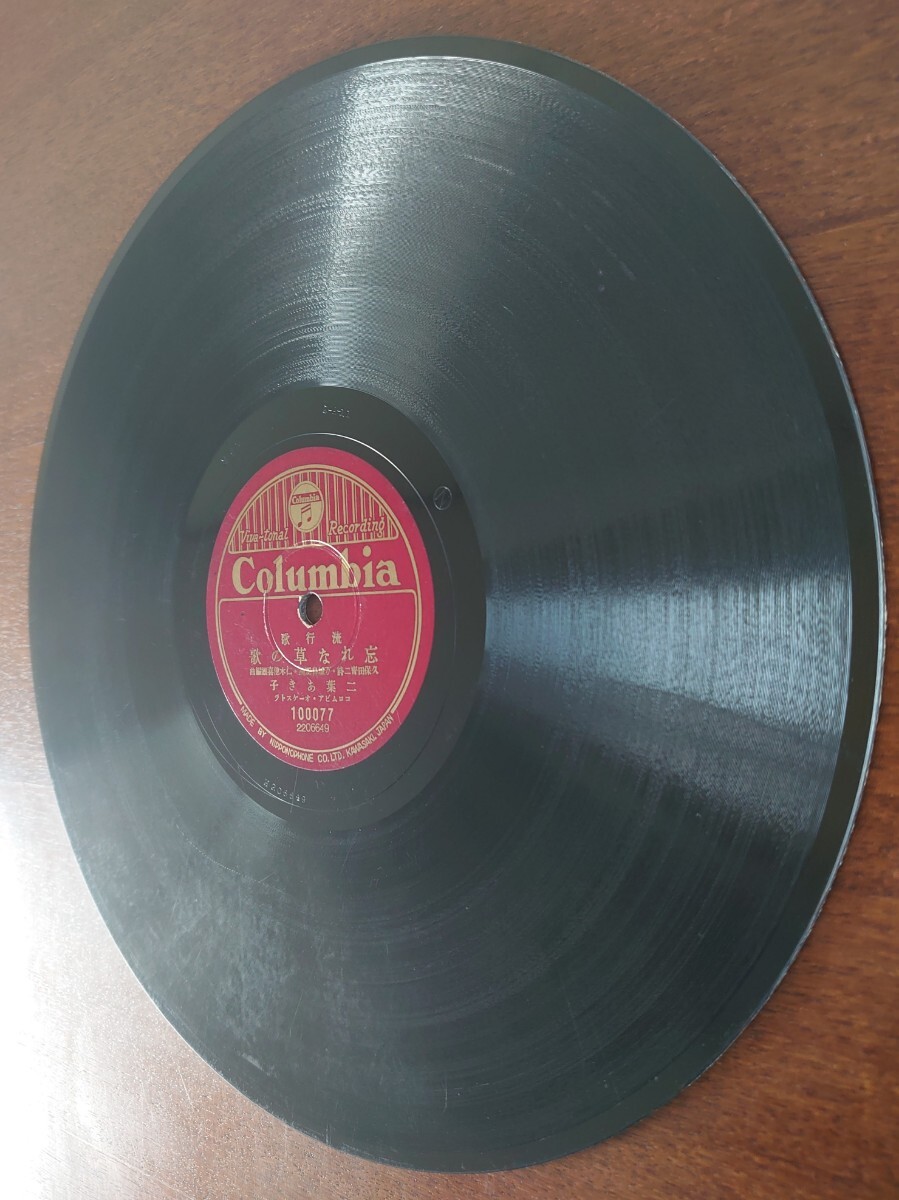 Columbia
Viva-tonal Recording
Columbia
歌行流
歌の草なれ忘
子きあ葉二
ラトスケーオ・アビムロコ
100077
2206649
MADE BY NIPPONOPHONE CO. LTD. KAWASAKI, JAPAN